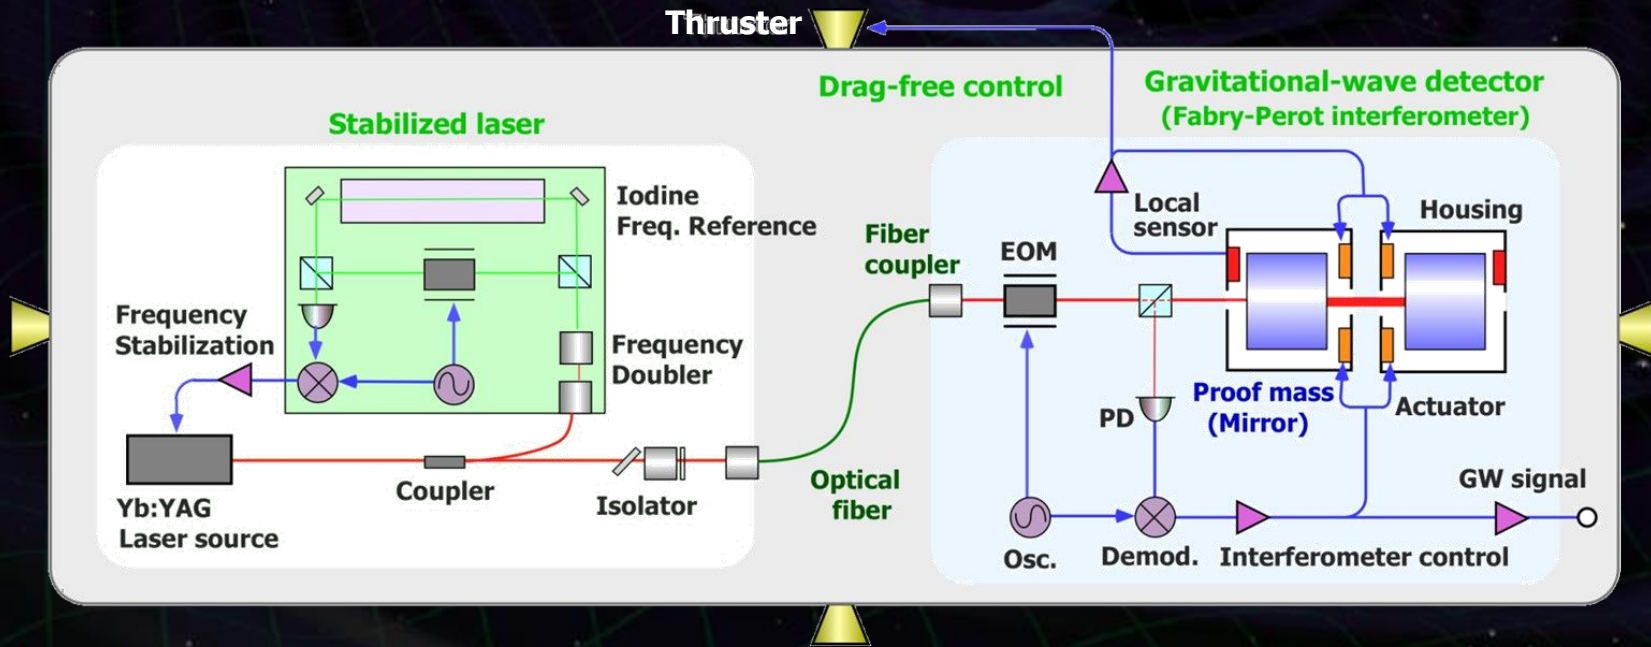 Thruster
Drag-free control
Gravitational-wave detector
(Fabry-Perot interferometer)
Stabilized laser
Iodine
Freq. Reference
Local
sensor
Housing
Fiber
coupler
EOM
Frequency
Stabilization
Frequency
Doubler
Proof mass
(Mirror)
Actuator
PD
Coupler
Isolator
Optical
fiber
GW signal
Yb:YAG
Laser source
Osc.
Demod.
Interferometer control